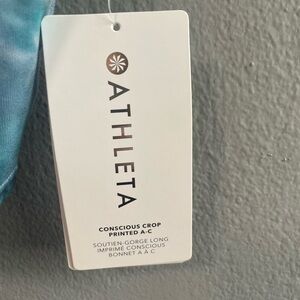 ATHLETA
CONSCIOUS CROP
PRINTED A-C
SOUTIEN-GORGE LONG
IMPRIMÉ CONSCIOUS
BONNET A À C